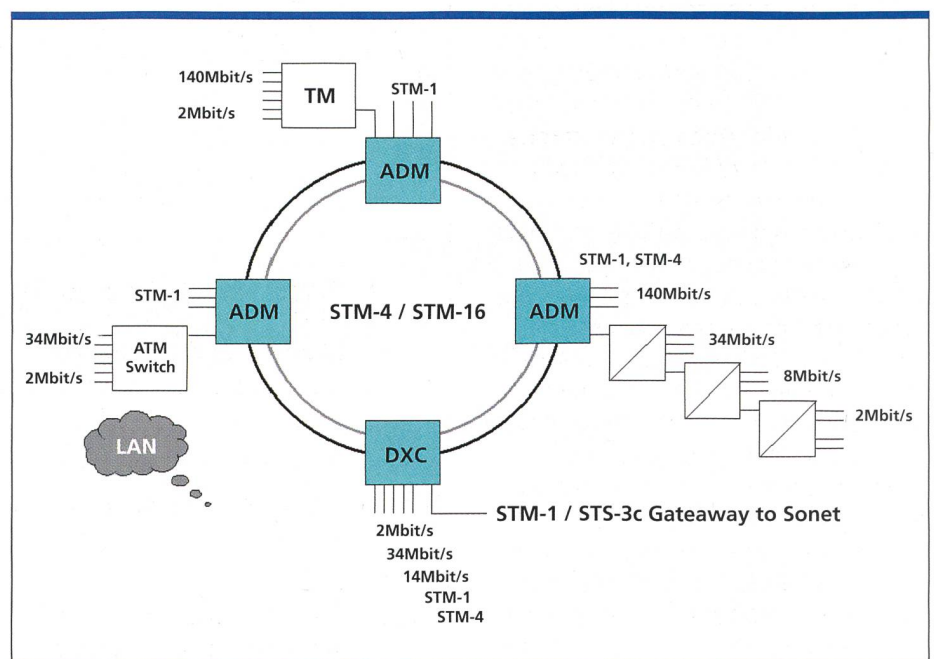 140Mbit/s
2Mbit/s
TM
STM-1
ADM
STM-1
ADM
34Mbit/s
2Mbit/s
ATM
Switch
LAN
STM-4 / STM-16
STM-1, STM-4
ADM
140Mbit/s
34Mbit/s
8Mbit/s
2Mbit/s
DXC
STM-1 / STS-3c Gateaway to Sonet
2Mbit/s
34Mbit/s
14Mbit/s
STM-1
STM-4